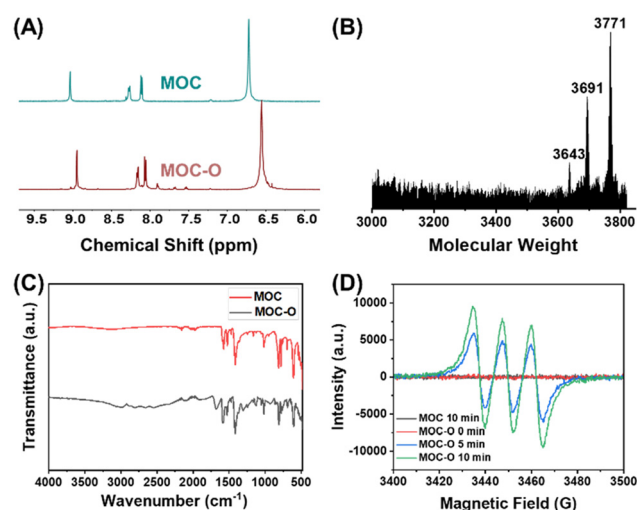 (A)
MOC
MOC-O
9.5 9.0 8.5 8.0 7.5 7.0 6.5 6.0
Chemical Shift (ppm)
(B)
3771
3691
3643
3000 3200 3400 3600 3800
Molecular Weight
(C)
MOC
MOC-O
Transmittance (a.u.)
4000 3500 3000 2500 2000 1500 1000 500
Wavenumber (cm⁻¹)
(D)
10000
5000
0
-5000
-10000
Intensity (a.u.)
MOC 10 min
MOC-O 0 min
MOC-O 5 min
MOC-O 10 min
3400 3420 3440 3460 3480 3500
Magnetic Field (G)